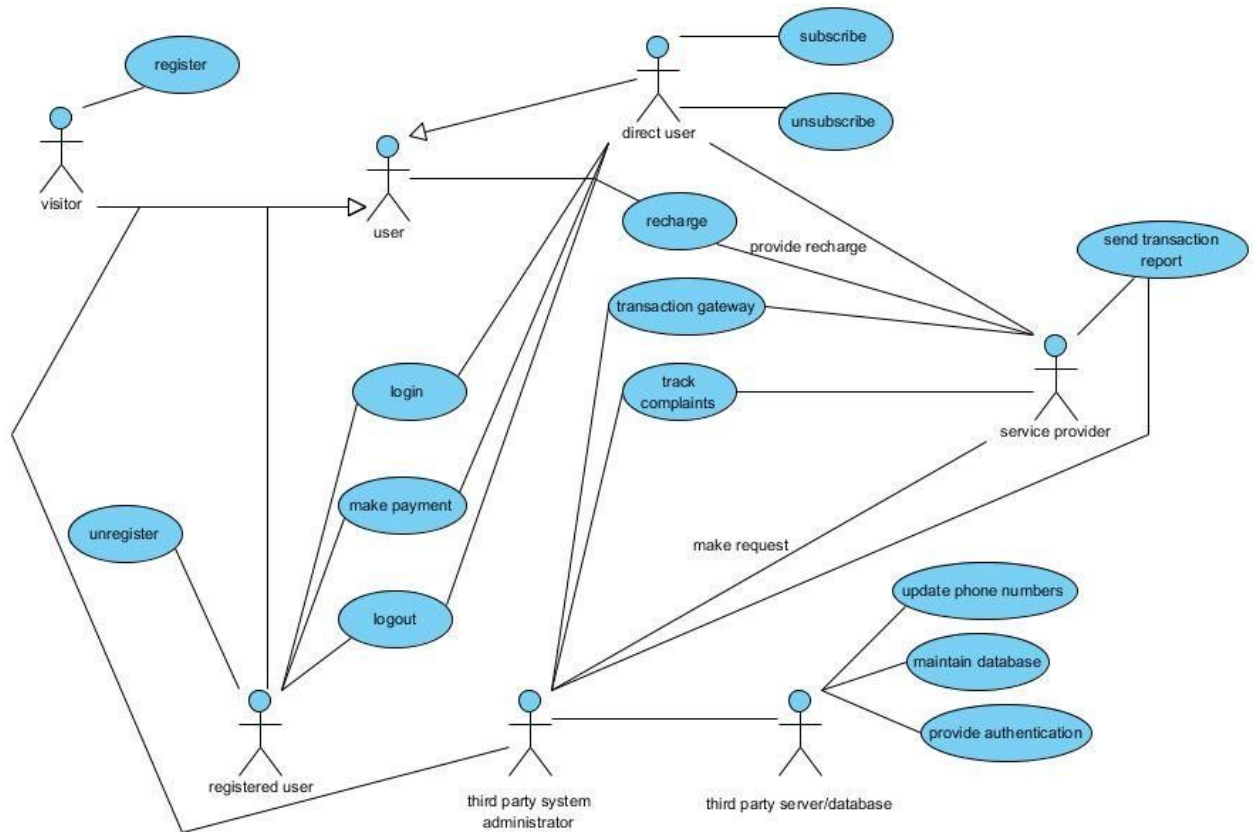 subscribe
register
direct user
unsubscribe
visitor
user
recharge
provide recharge
send transaction
report
transaction gateway
login
track
complaints
service provider
make payment
unregister
make request
logout
update phone numbers
maintain database
provide authentication
registered user
third party system
administrator
third party server/database